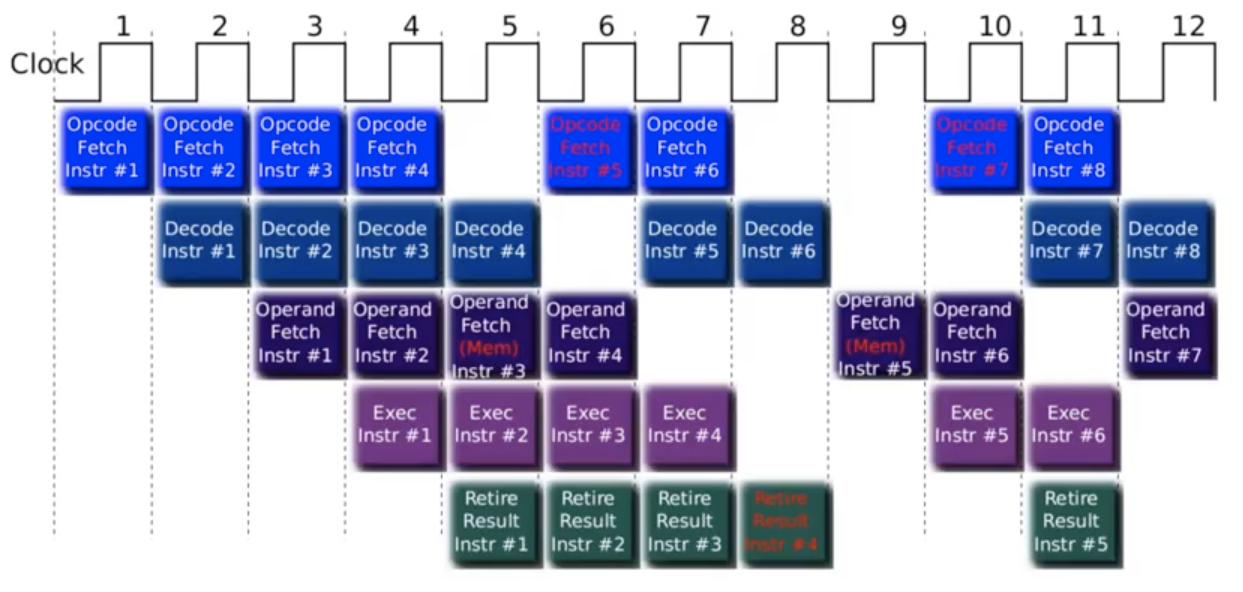 1 2 3 4 5 6 7 8 9 10 11 12
Clock
Opcode Opcode Opcode Opcode Opcode Opcode Opcode Opcode
Fetch Fetch Fetch Fetch Fetch Fetch Fetch Fetch
Instr #1 Instr #2 Instr #3 Instr #4 Instr #5 Instr #6 Instr #7 Instr #8
Decode Decode Decode Decode Decode Decode Decode Decode
Instr #1 Instr #2 Instr #3 Instr #4 Instr #5 Instr #6 Instr #7 Instr #8
Operand Operand Operand Operand Operand Operand Operand
Fetch Fetch Fetch Fetch Fetch Fetch Fetch
(Mem) (Mem)
Instr #1 Instr #2 Instr #3 Instr #4 Instr #5 Instr #6 Instr #7
Exec Exec Exec Exec Exec Exec
Instr #1 Instr #2 Instr #3 Instr #4 Instr #5 Instr #6
Retire Retire Retire Retire Retire
Result Result Result Result Result
Instr #1 Instr #2 Instr #3 Instr #4 Instr #5